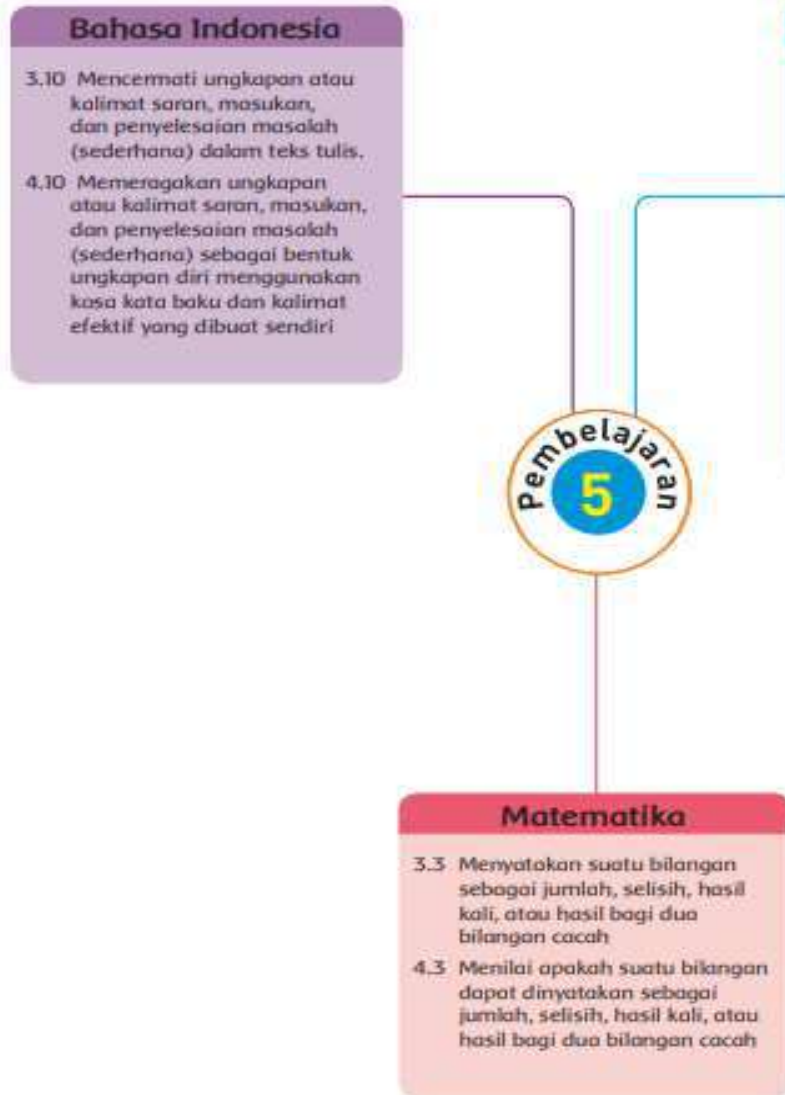 Bahasa Indonesia
3.10 Mencermati ungkapan atau
kalimat saran, masukan,
dan penyelesaian masalah
(sederhana) dalam teks tulis.
4.10 Memeragakan ungkapan
atau kalimat saran, masukan,
dan penyelesaian masalah
(sederhana) sebagai bentuk
ungkapan diri menggunakan
kosa kata baku dan kalimat
efektif yang dibuat sendiri
Pembelajaran
5
Matematika
3.3 Menyatakan suatu bilangan
sebagai jumlah, selisih, hasil
kali, atau hasil bagi dua
bilangan cacah
4.3 Menilai apakah suatu bilangan
dapat dinyatakan sebagai
jumlah, selisih, hasil kali, atau
hasil bagi dua bilangan cacah